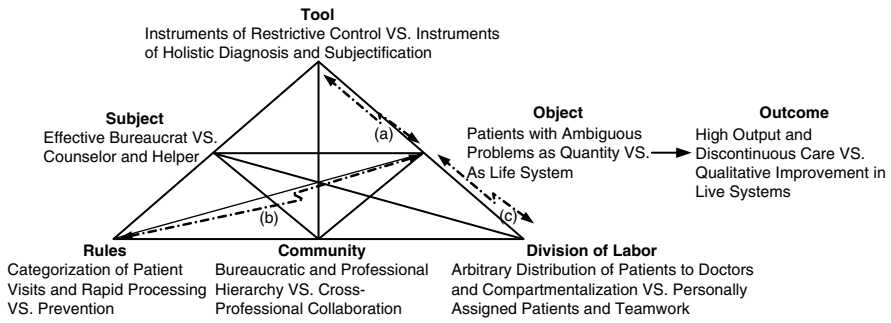 Tool
Instruments of Restrictive Control VS. Instruments
of Holistic Diagnosis and Subjectification
Subject
Effective Bureaucrat VS.
Counselor and Helper
(a)
Object
Patients with Ambiguous
Problems as Quantity VS.
As Life System
Outcome
High Output and
Discontinuous Care VS.
Qualitative Improvement in
Live Systems
(b)
(c)
Rules
Categorization of Patient
Visits and Rapid Processing
VS. Prevention
Community
Bureaucratic and Professional
Hierarchy VS. Cross-
Professional Collaboration
Division of Labor
Arbitrary Distribution of Patients to Doctors
and Compartmentalization VS. Personally
Assigned Patients and Teamwork